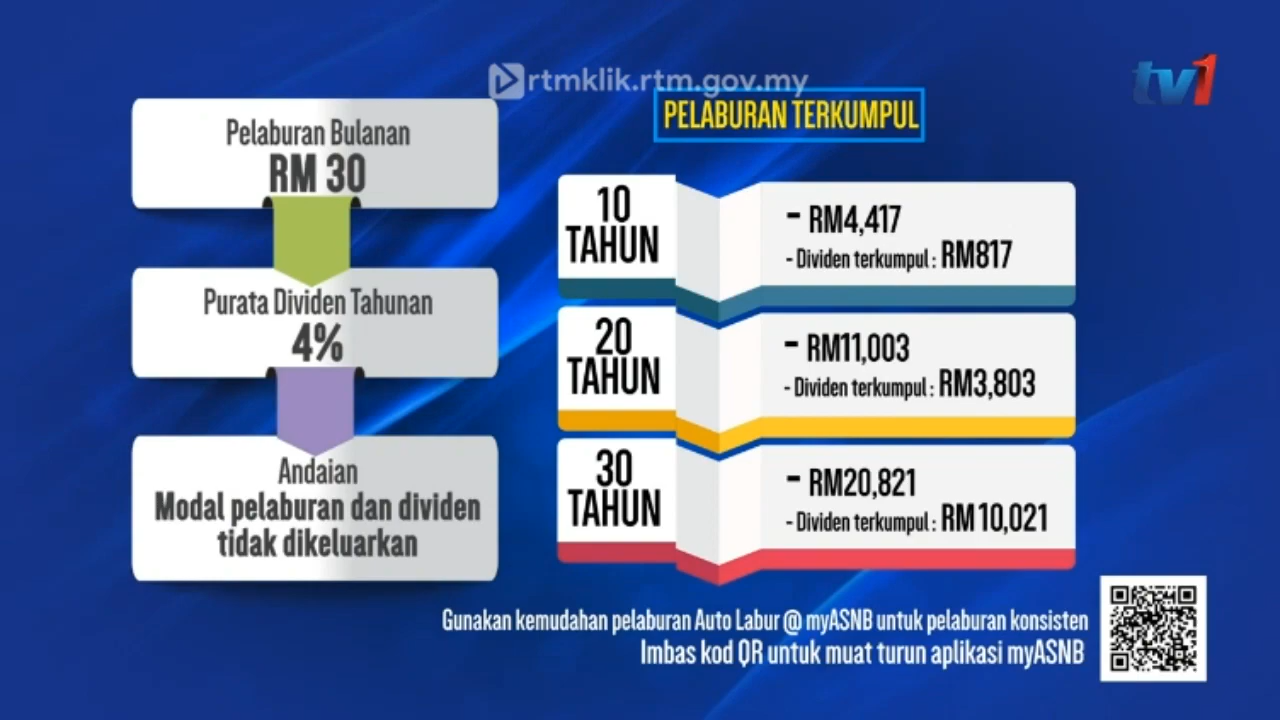 rtmklik.rtm.gov.my
tv1
PELABURAN TERKUMPUL
Pelaburan Bulanan
RM 30
Purata Dividen Tahunan
4%
Andaian
Modal pelaburan dan dividen
tidak dikeluarkan
10
TAHUN
- RM4,417
- Dividen terkumpul : RM817
20
TAHUN
- RM11,003
- Dividen terkumpul : RM3,803
30
TAHUN
- RM20,821
- Dividen terkumpul : RM 10,021
Gunakan kemudahan pelaburan Auto Labur @ myASNB untuk pelaburan konsisten
Imbas kod QR untuk muat turun aplikasi myASNB